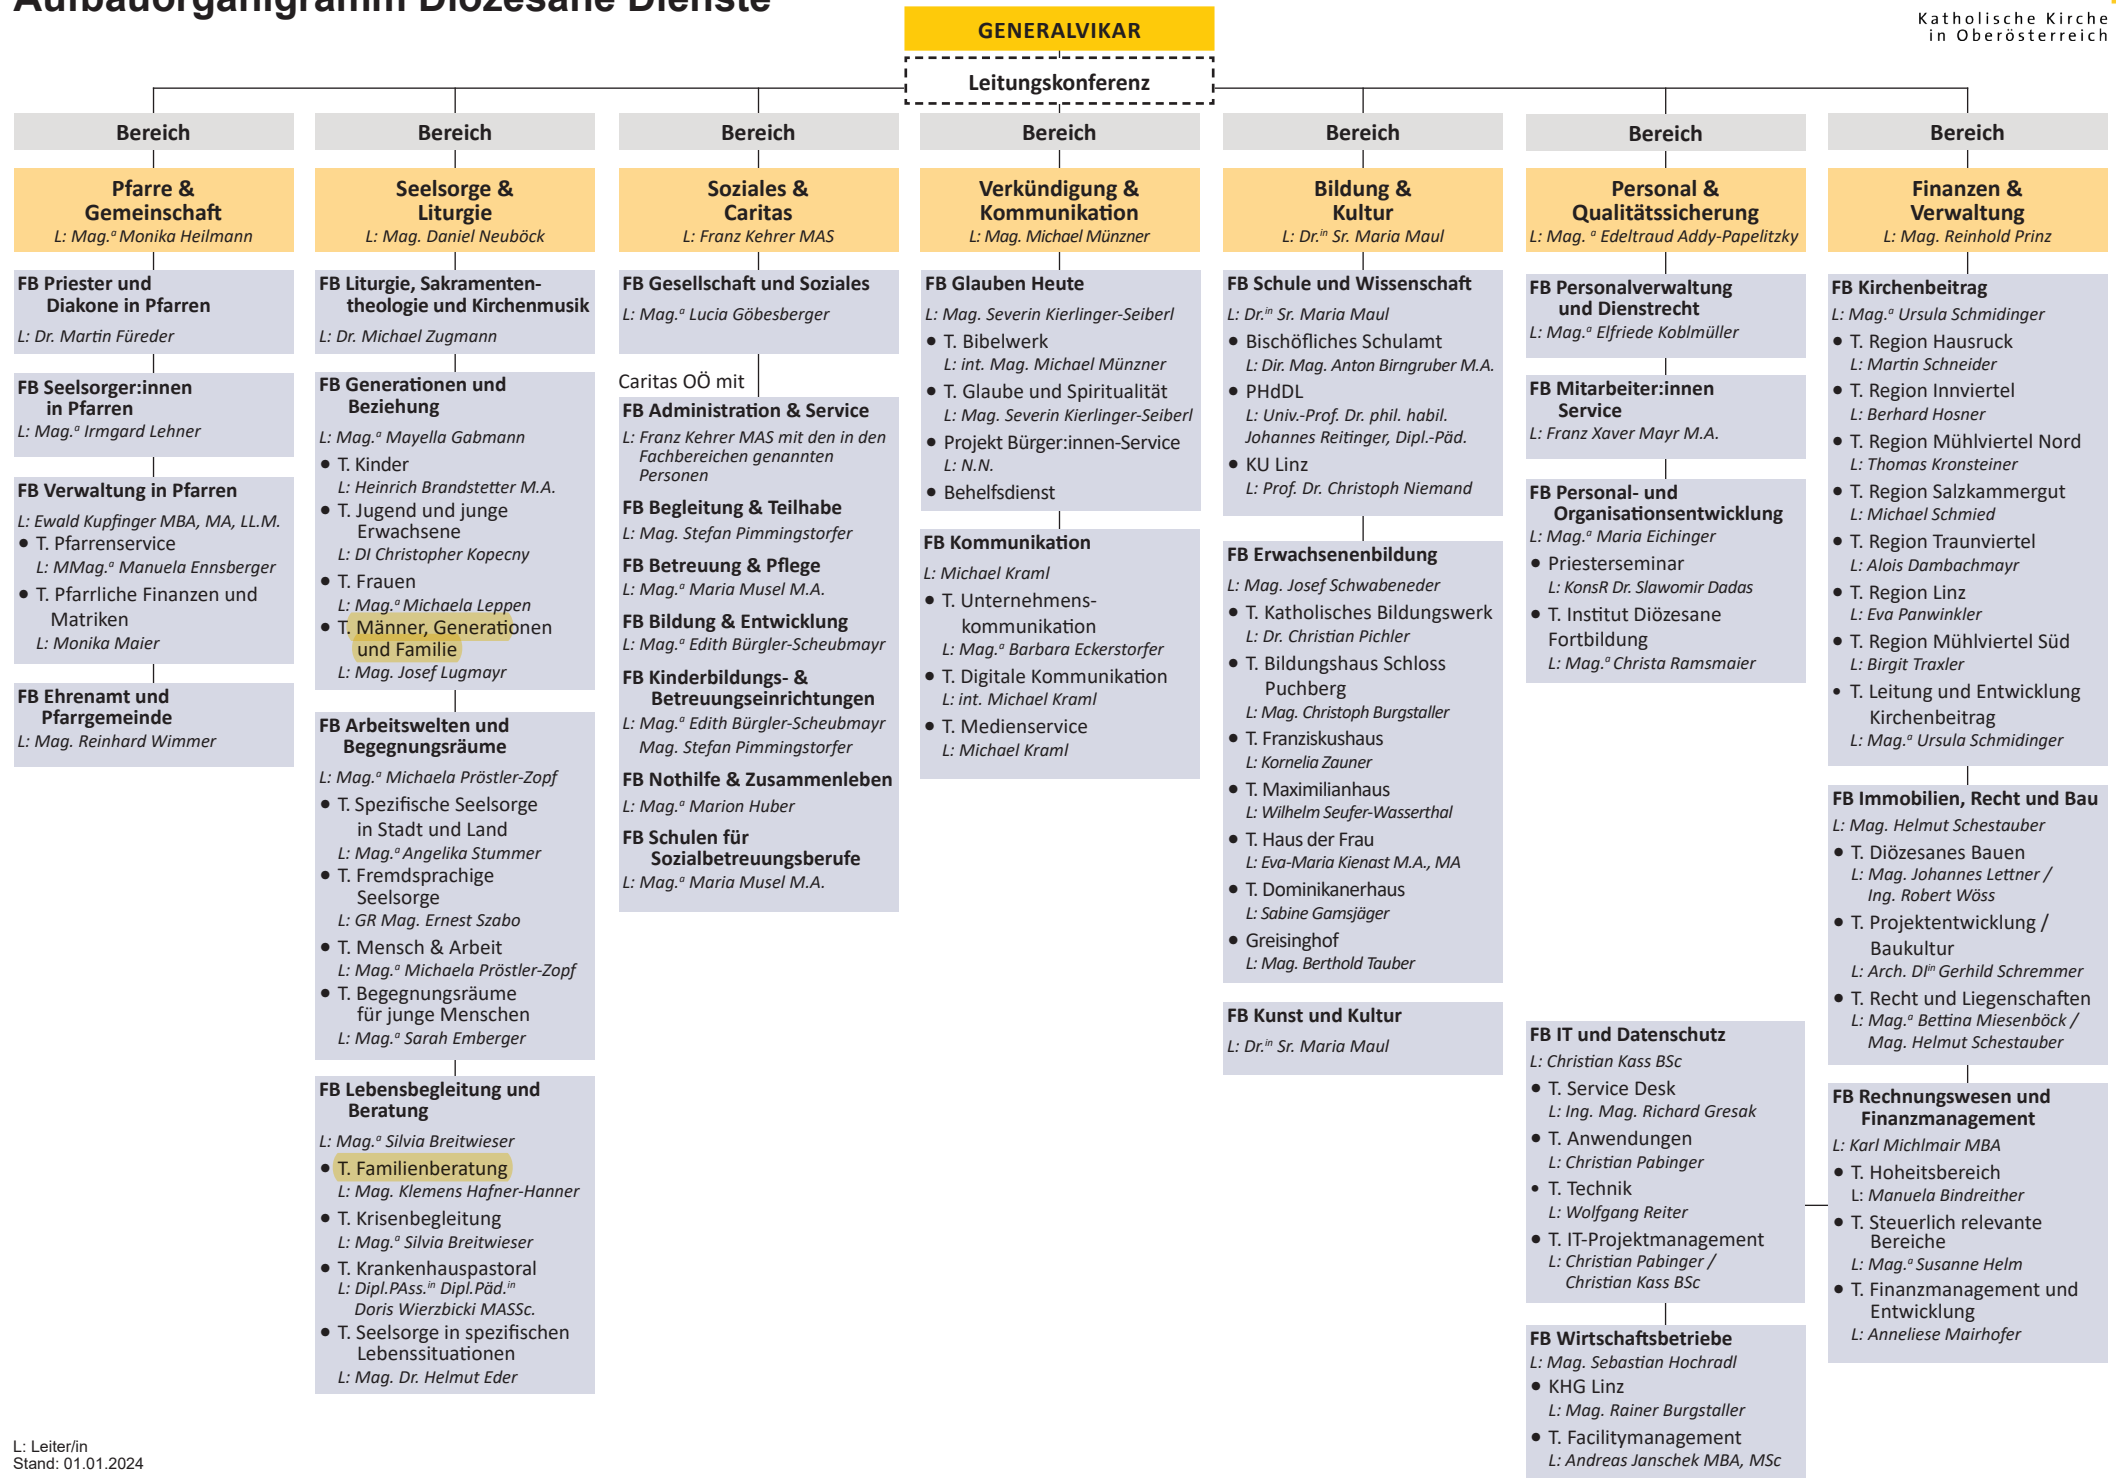 Aufbauorganigramm Diözesane Dienste
Katholische Kirche
in Oberösterreich
GENERALVIKAR
Leitungskonferenz
Bereich
Pfarre &
Gemeinschaft
L: Mag.ª Monika Heilmann
FB Priester und
Diakone in Pfarren
L: Dr. Martin Füreder
FB Seelsorger:innen
in Pfarren
L: Mag.ª Irmgard Lehner
FB Verwaltung in Pfarren
L: Ewald Kupfinger MBA, MA, LL.M.
• T. Pfarrenservice
L: MMag.ª Manuela Ennsberger
• T. Pfarrliche Finanzen und
Matriken
L: Monika Maier
FB Ehrenamt und
Pfarrgemeinde
L: Mag. Reinhard Wimmer
Bereich
Seelsorge &
Liturgie
L: Mag. Daniel Neuböck
FB Liturgie, Sakramenten-
theologie und Kirchenmusik
L: Dr. Michael Zugmann
FB Generationen und
Beziehung
L: Mag.ª Mayella Gabmann
• T. Kinder
L: Heinrich Brandstetter M.A.
• T. Jugend und junge
Erwachsene
L: DI Christopher Kopecny
• T. Frauen
L: Mag.ª Michaela Leppen
• T. Männer, Generationen
und Familie
L: Mag. Josef Lugmayr
FB Arbeitswelten und
Begegnungsräume
L: Mag.ª Michaela Pröstler-Zopf
• T. Spezifische Seelsorge
in Stadt und Land
L: Mag.ª Angelika Stummer
• T. Fremdsprachige
Seelsorge
L: GR Mag. Ernest Szabo
• T. Mensch & Arbeit
L: Mag.ª Michaela Pröstler-Zopf
• T. Begegnungsräume
für junge Menschen
L: Mag.ª Sarah Emberger
FB Lebensbegleitung und
Beratung
L: Mag.ª Silvia Breitwieser
• T. Familienberatung
L: Mag. Klemens Hafner-Hanner
• T. Krisenbegleitung
L: Mag.ª Silvia Breitwieser
• T. Krankenhauspastoral
L: Dipl.PAss.in Dipl.Päd.in
Doris Wierzbicki MASSc.
• T. Seelsorge in spezifischen
Lebenssituationen
L: Mag. Dr. Helmut Eder
Bereich
Soziales &
Caritas
L: Franz Kehrer MAS
FB Gesellschaft und Soziales
L: Mag.ª Lucia Göbesberger
Caritas OÖ mit
FB Administration & Service
L: Franz Kehrer MAS mit den in den
Fachbereichen genannten
Personen
FB Begleitung & Teilhabe
L: Mag. Stefan Pimmingstorfer
FB Betreuung & Pflege
L: Mag.ª Maria Musel M.A.
FB Bildung & Entwicklung
L: Mag.ª Edith Bürgler-Scheubmayr
FB Kinderbildungs- &
Betreuungseinrichtungen
L: Mag.ª Edith Bürgler-Scheubmayr
Mag. Stefan Pimmingstorfer
FB Nothilfe & Zusammenleben
L: Mag.ª Marion Huber
FB Schulen für
Sozialbetreuungsberufe
L: Mag.ª Maria Musel M.A.
Bereich
Verkündigung &
Kommunikation
L: Mag. Michael Münzner
FB Glauben Heute
L: Mag. Severin Kierlinger-Seiberl
• T. Bibelwerk
L: int. Mag. Michael Münzner
• T. Glaube und Spiritualität
L: Mag. Severin Kierlinger-Seiberl
• Projekt Bürger:innen-Service
L: N.N.
• Behelfsdienst
FB Kommunikation
L: Michael Kraml
• T. Unternehmens-
kommunikation
L: Mag.ª Barbara Eckerstorfer
• T. Digitale Kommunikation
L: int. Michael Kraml
• T. Medienservice
L: Michael Kraml
Bereich
Bildung &
Kultur
L: Dr.in Sr. Maria Maul
FB Schule und Wissenschaft
L: Dr.in Sr. Maria Maul
• Bischöfliches Schulamt
L: Dir. Mag. Anton Birngruber M.A.
• PHdDL
L: Univ.-Prof. Dr. phil. habil.
Johannes Reitinger, Dipl.-Päd.
• KU Linz
L: Prof. Dr. Christoph Niemand
FB Erwachsenenbildung
L: Mag. Josef Schwabeneder
• T. Katholisches Bildungswerk
L: Dr. Christian Pichler
• T. Bildungshaus Schloss
Puchberg
L: Mag. Christoph Burgstaller
• T. Franziskushaus
L: Kornelia Zauner
• T. Maximilianhaus
L: Wilhelm Seufer-Wasserthal
• T. Haus der Frau
L: Eva-Maria Kienast M.A., MA
• T. Dominikanerhaus
L: Sabine Gamsjäger
• Greisinghof
L: Mag. Berthold Tauber
FB Kunst und Kultur
L: Dr.in Sr. Maria Maul
Bereich
Personal &
Qualitätssicherung
L: Mag. ª Edeltraud Addy-Papelitzky
FB Personalverwaltung
und Dienstrecht
L: Mag.ª Elfriede Koblmüller
FB Mitarbeiter:innen
Service
L: Franz Xaver Mayr M.A.
FB Personal- und
Organisationsentwicklung
L: Mag.ª Maria Eichinger
• Priesterseminar
L: KonsR Dr. Slawomir Dadas
• T. Institut Diözesane
Fortbildung
L: Mag.ª Christa Ramsmaier
FB IT und Datenschutz
L: Christian Kass BSc
• T. Service Desk
L: Ing. Mag. Richard Gresak
• T. Anwendungen
L: Christian Pabinger
• T. Technik
L: Wolfgang Reiter
• T. IT-Projektmanagement
L: Christian Pabinger /
Christian Kass BSc
FB Wirtschaftsbetriebe
L: Mag. Sebastian Hochradl
• KHG Linz
L: Mag. Rainer Burgstaller
• T. Facilitymanagement
L: Andreas Janschek MBA, MSc
Bereich
Finanzen &
Verwaltung
L: Mag. Reinhold Prinz
FB Kirchenbeitrag
L: Mag.ª Ursula Schmidinger
• T. Region Hausruck
L: Martin Schneider
• T. Region Innviertel
L: Berhard Hosner
• T. Region Mühlviertel Nord
L: Thomas Kronsteiner
• T. Region Salzkammergut
L: Michael Schmied
• T. Region Traunviertel
L: Alois Dambachmayr
• T. Region Linz
L: Eva Panwinkler
• T. Region Mühlviertel Süd
L: Birgit Traxler
• T. Leitung und Entwicklung
Kirchenbeitrag
L: Mag.ª Ursula Schmidinger
FB Immobilien, Recht und Bau
L: Mag. Helmut Schestauber
• T. Diözesanes Bauen
L: Mag. Johannes Lettner /
Ing. Robert Wöss
• T. Projektentwicklung /
Baukultur
L: Arch. DIin Gerhild Schremmer
• T. Recht und Liegenschaften
L: Mag.ª Bettina Miesenböck /
Mag. Helmut Schestauber
FB Rechnungswesen und
Finanzmanagement
L: Karl Michlmair MBA
• T. Hoheitsbereich
L: Manuela Bindreither
• T. Steuerlich relevante
Bereiche
L: Mag.ª Susanne Helm
• T. Finanzmanagement und
Entwicklung
L: Anneliese Mairhofer
L: Leiter/in
Stand: 01.01.2024